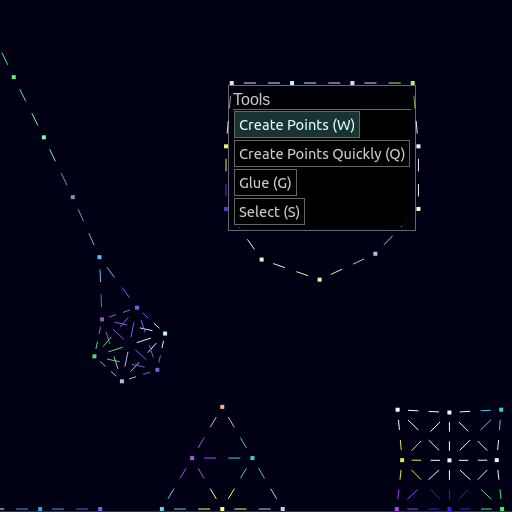 Tools
Create Points (W)
Create Points Quickly (Q)
Glue (G)
Select (S)